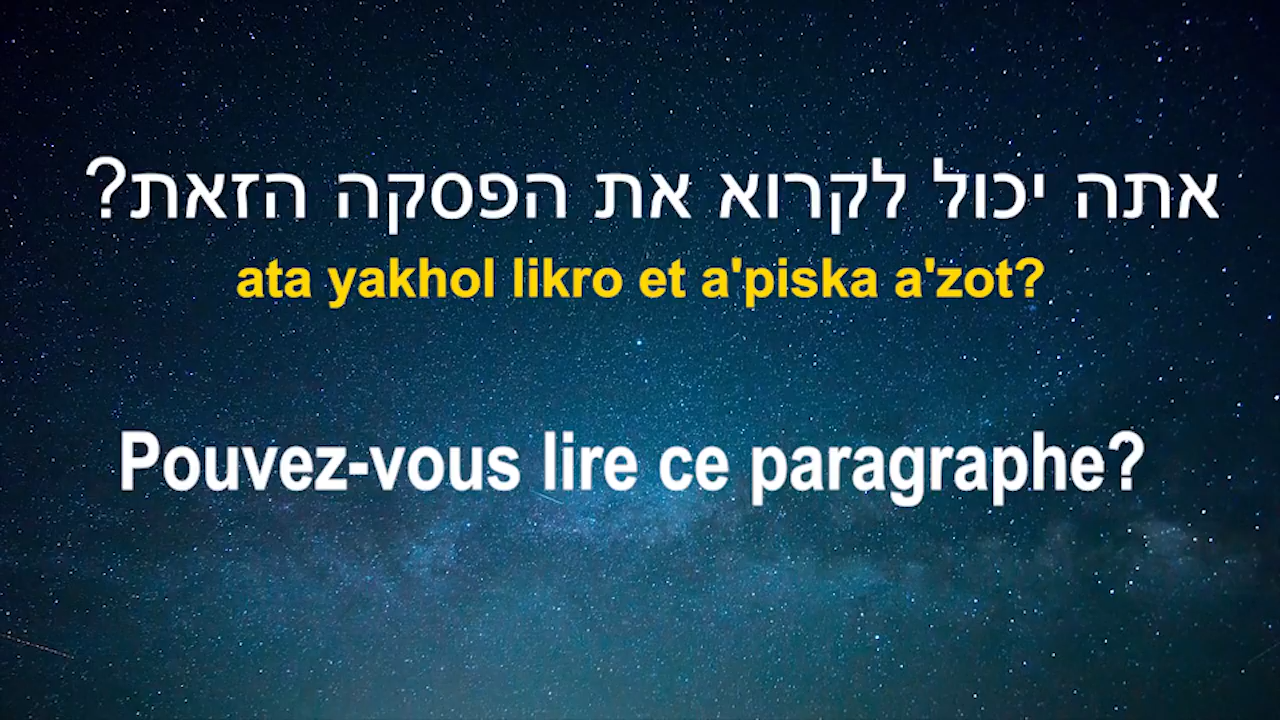 אתה יכול לקרוא את הפסקה הזאת?
ata yakhol likro et a'piska a'zot?
Pouvez-vous lire ce paragraphe?